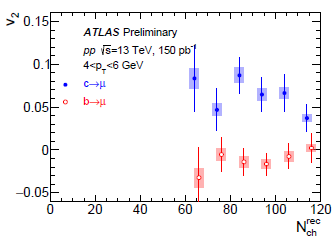 v₂
0.15
0.1
0.05
0
−0.05
ATLAS Preliminary
pp √s=13 TeV, 150 pb⁻¹
4<p_T<6 GeV
c→μ
b→μ
0 20 40 60 80 100 120
N_ch^rec